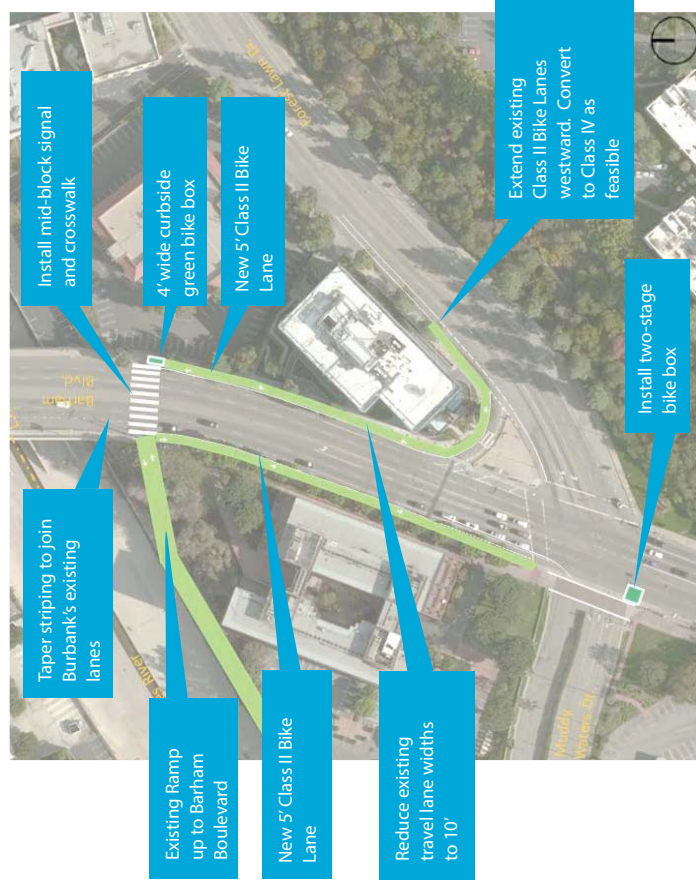 Install mid-block signal
and crosswalk
Taper striping to join
Burbank's existing
lanes
Barham
Blvd.
Forest Lawn Dr
4' wide curbside
green bike box
New 5' Class II Bike
Lane
Extend existing
Class II Bike Lanes
westward. Convert
to Class IV as
feasible
River
Existing Ramp
up to Barham
Boulevard
New 5' Class II Bike
Lane
Reduce existing
travel lane widths
to 10'
Muddy
Waters Dr
Install two-stage
bike box